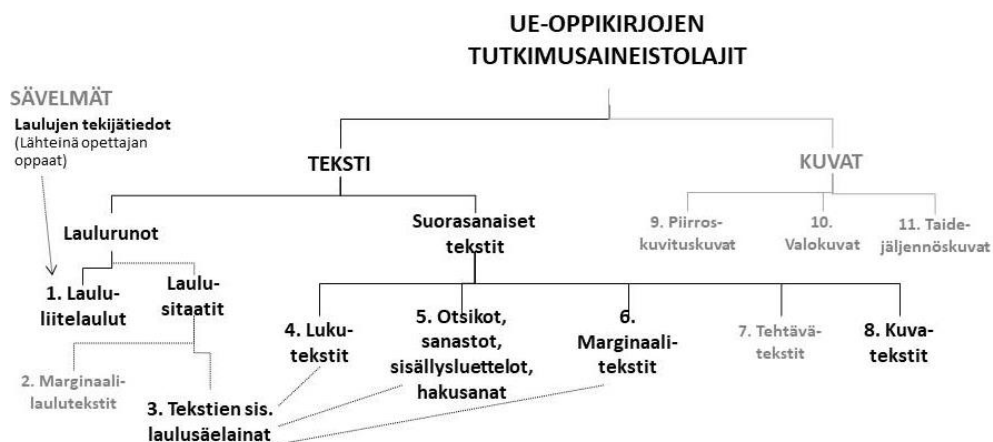 UE-OPPIKIRJOJEN
TUTKIMUSAINEISTOLAJIT
SÄVELMÄT
Laulujen tekijätiedot
(Lähteinä opettajan
oppaat)
TEKSTI
KUVAT
Laulurunot
Suorasanaiset
tekstit
9. Piirros-
kuvituskuvat
10.
Valokuvat
11. Taide-
jäljennöskuvat
1. Laulu-
liitelaulut
Laulu-
sitaatit
4. Luku-
tekstit
5. Otsikot,
sanastot,
sisällysluettelot,
hakusanat
6.
Marginaali-
tekstit
7. Tehtävä-
tekstit
8. Kuva-
tekstit
2. Marginaali-
laulutekstit
3. Tekstien sis.
laulusäelainat